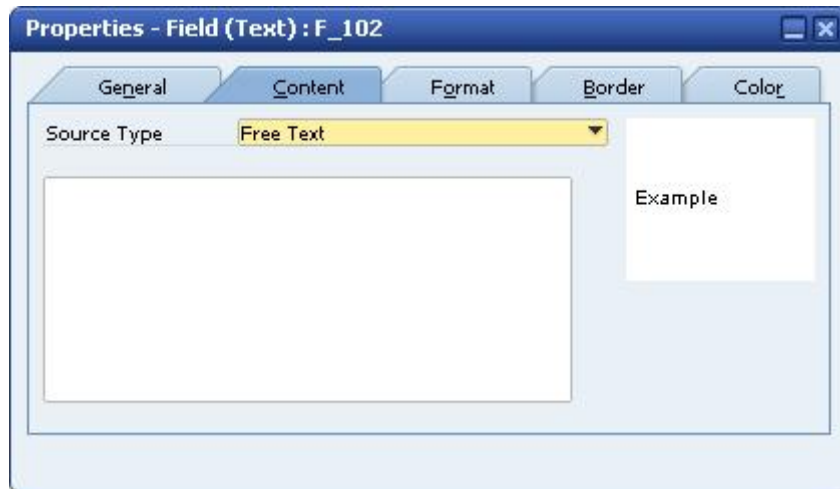 Properties - Field (Text) : F_102
General Content Format Border Color
Source Type Free Text
Example